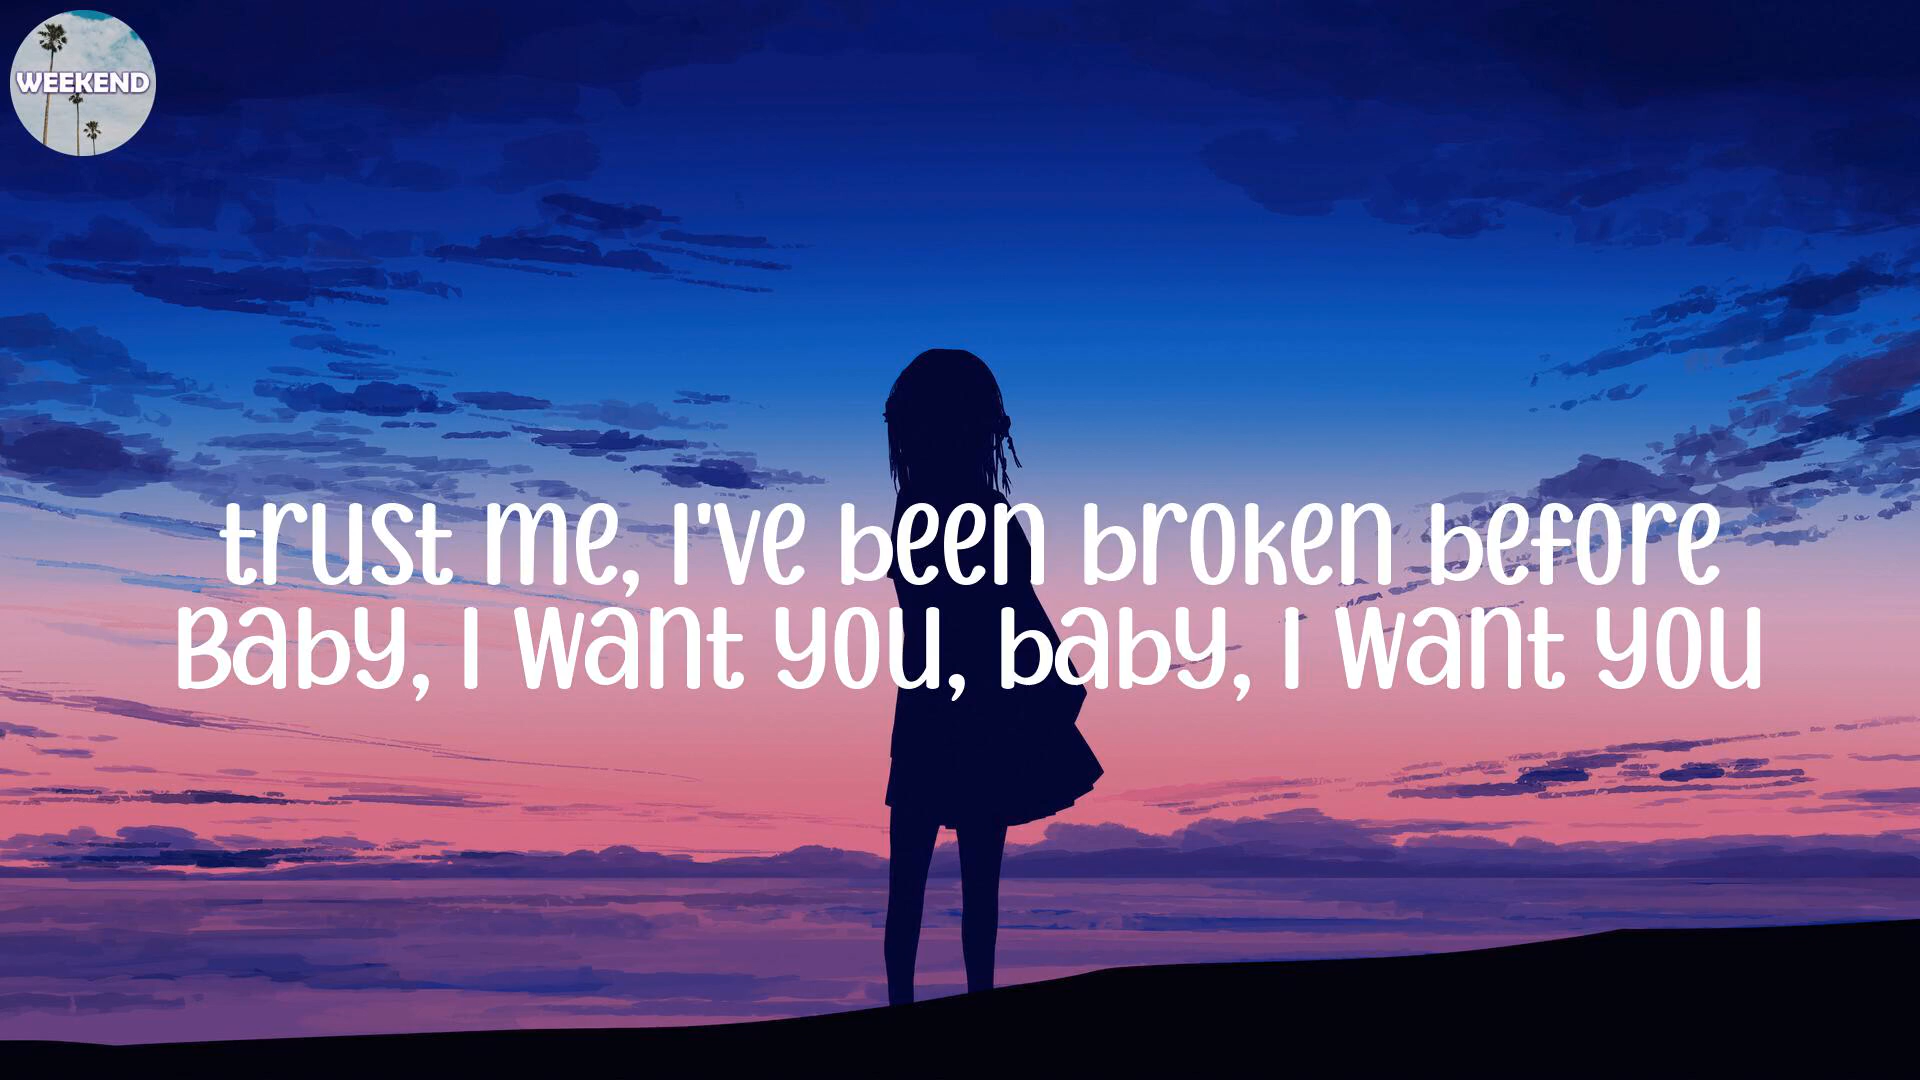 WEEKEND
trust me, I've been broken before
Baby, I want you, baby, I want you